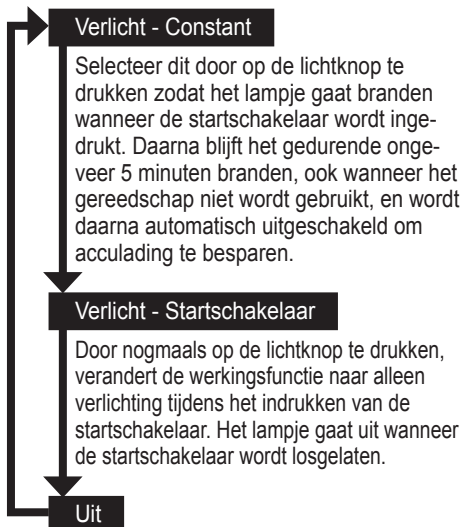 Verlicht - Constant
Selecteer dit door op de lichtknop te
drukken zodat het lampje gaat branden
wanneer de startschakelaar wordt inge-
drukt. Daarna blijft het gedurende onge-
veer 5 minuten branden, ook wanneer het
gereedschap niet wordt gebruikt, en wordt
daarna automatisch uitgeschakeld om
acculading te besparen.
Verlicht - Startschakelaar
Door nogmaals op de lichtknop te drukken,
verandert de werkingsfunctie naar alleen
verlichting tijdens het indrukken van de
startschakelaar. Het lampje gaat uit wanneer
de startschakelaar wordt losgelaten.
Uit